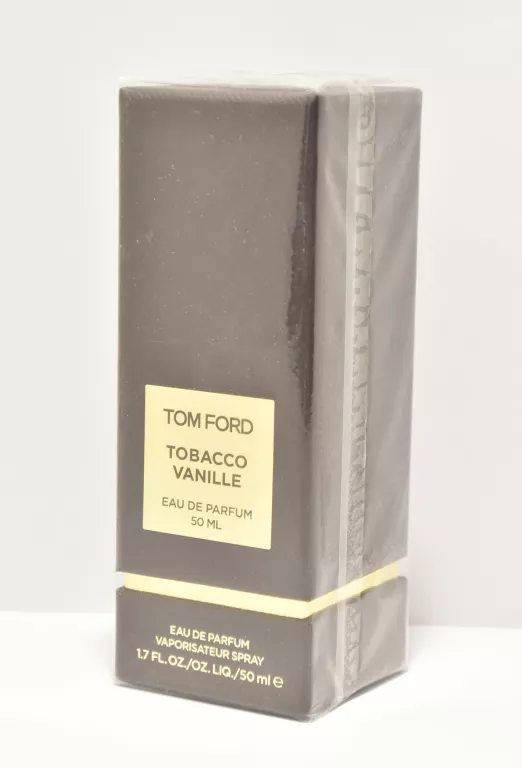 TOM FORD
TOBACCO
VANILLE
EAU DE PARFUM
50 ML
EAU DE PARFUM
VAPORISATEUR SPRAY
1.7 FL.OZ./OZ.LIQ./50 ml ℮